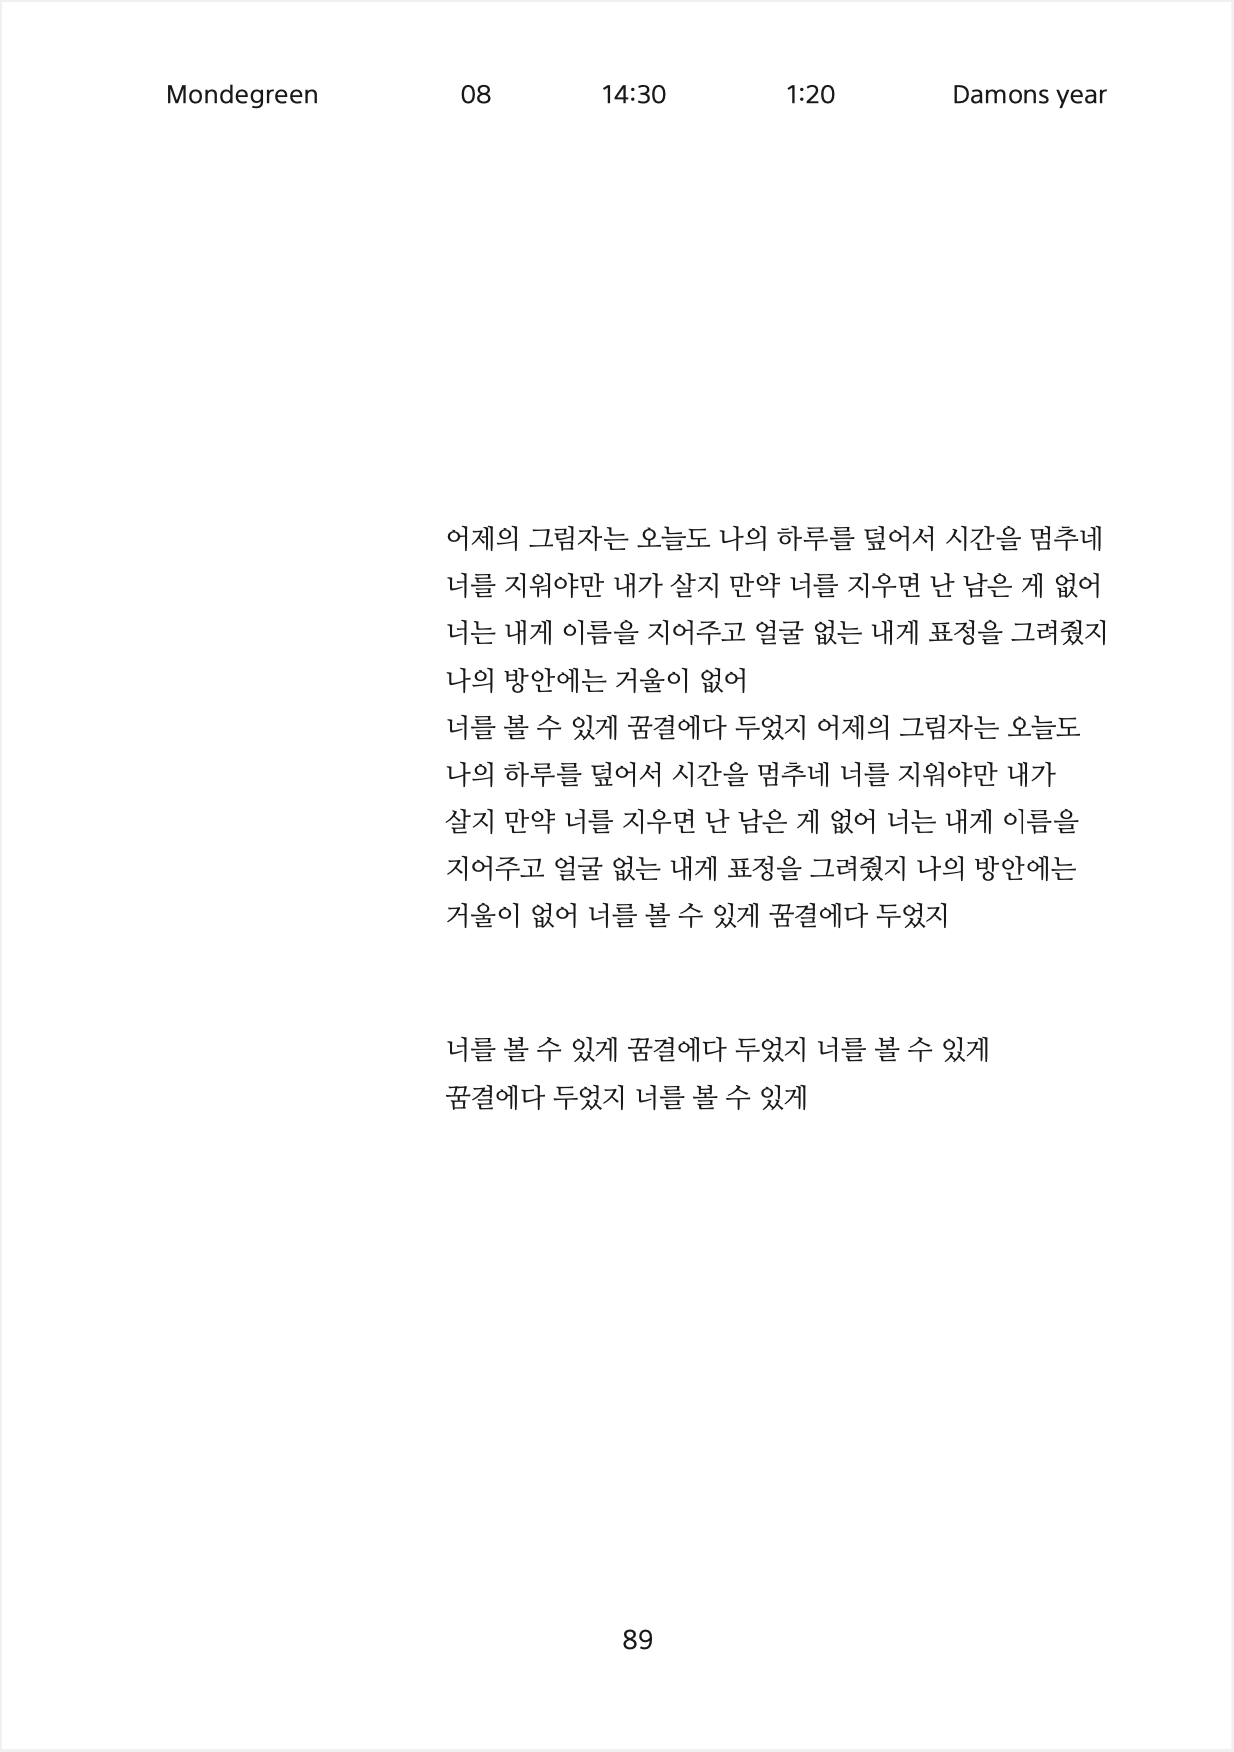 Mondegreen 08 14:30 1:20 Damons year
어제의 그림자는 오늘도 나의 하루를 덮어서 시간을 멈추네
너를 지워야만 내가 살지 만약 너를 지우면 난 남은 게 없어
너는 내게 이름을 지어주고 얼굴 없는 내게 표정을 그려줬지
나의 방안에는 거울이 없어
너를 볼 수 있게 꿈결에다 두었지 어제의 그림자는 오늘도
나의 하루를 덮어서 시간을 멈추네 너를 지워야만 내가
살지 만약 너를 지우면 난 남은 게 없어 너는 내게 이름을
지어주고 얼굴 없는 내게 표정을 그려줬지 나의 방안에는
거울이 없어 너를 볼 수 있게 꿈결에다 두었지
너를 볼 수 있게 꿈결에다 두었지 너를 볼 수 있게
꿈결에다 두었지 너를 볼 수 있게
89